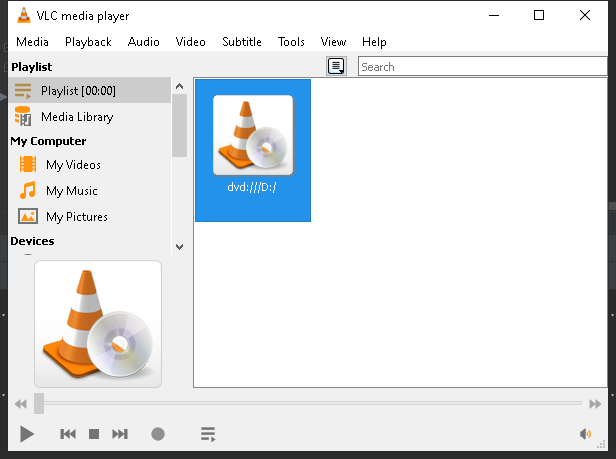 VLC media player
Media Playback Audio Video Subtitle Tools View Help
Playlist
Search
Playlist [00:00]
Media Library
My Computer
My Videos
My Music
My Pictures
Devices
dvd:///D:/